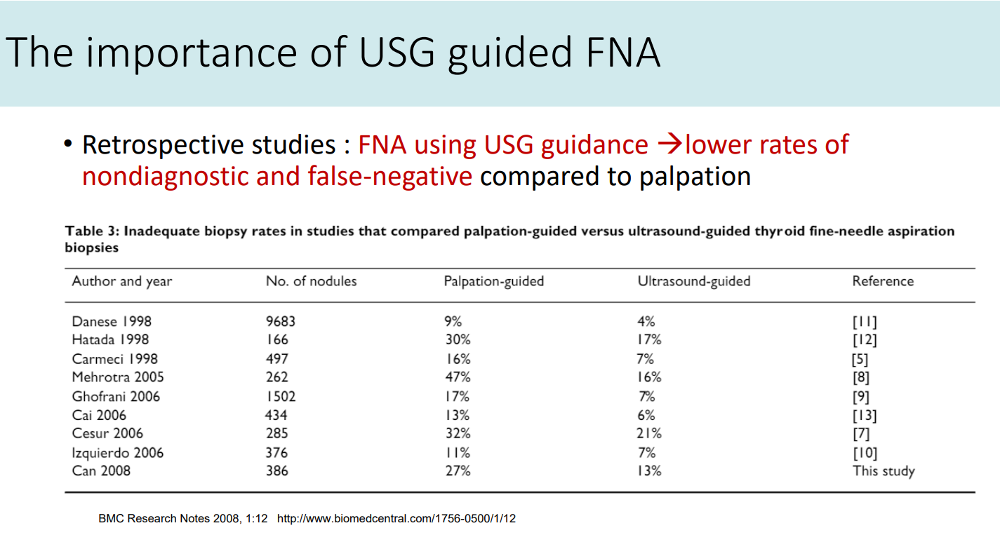 The importance of USG guided FNA
• Retrospective studies : FNA using USG guidance →lower rates of
nondiagnostic and false-negative compared to palpation
Table 3: Inadequate biopsy rates in studies that compared palpation-guided versus ultrasound-guided thyroid fine-needle aspiration
biopsies
Author and year No. of nodules Palpation-guided Ultrasound-guided Reference
Danese 1998 9683 9% 4% [11]
Hatada 1998 166 30% 17% [12]
Carmeci 1998 497 16% 7% [5]
Mehrotra 2005 262 47% 16% [8]
Ghofrani 2006 1502 17% 7% [9]
Cai 2006 434 13% 6% [13]
Cesur 2006 285 32% 21% [7]
Izquierdo 2006 376 11% 7% [10]
Can 2008 386 27% 13% This study
BMC Research Notes 2008, 1:12 http://www.biomedcentral.com/1756-0500/1/12